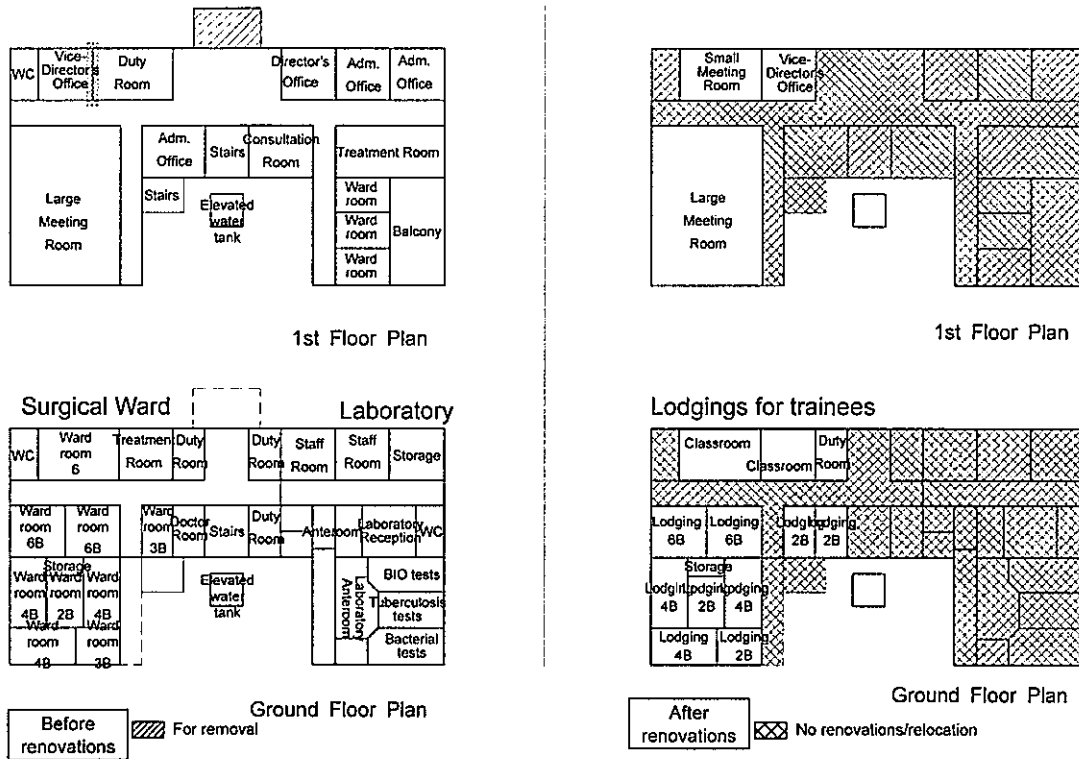 WC
Vice-
Director's
Office
Duty
Room
Director's
Office
Adm.
Office
Adm.
Office
Adm.
Office
Stairs
Consultation
Room
Treatment Room
Stairs
Large
Meeting
Room
Elevated
water
tank
Ward
room
Ward
room
Ward
room
Balcony
1st Floor Plan
Small
Meeting
Room
Vice-
Director's
Office
Large
Meeting
Room
1st Floor Plan
Surgical Ward
Laboratory
WC
Ward
room
6
Treatment
Room
Duty
Room
Duty
Room
Staff
Room
Staff
Room
Storage
Ward
room
6B
Ward
room
6B
Ward
room
3B
Doctor
Room
Stairs
Duty
Room
Anteroom
Laboratory
Reception
WC
Storage
Ward
room
4B
Ward
room
2B
Ward
room
4B
Elevated
water
tank
Laboratory
Anteroom
BIO tests
Tuberculosis
tests
Bacterial
tests
Ward
room
4B
Ward
room
3B
Ground Floor Plan
Before
renovations
For removal
Lodgings for trainees
Classroom
Classroom
Duty
Room
Lodging
6B
Lodging
6B
Lodging
2B
Lodging
2B
Storage
Lodging
4B
Lodging
2B
Lodging
4B
Lodging
4B
Lodging
2B
Ground Floor Plan
After
renovations
No renovations/relocation